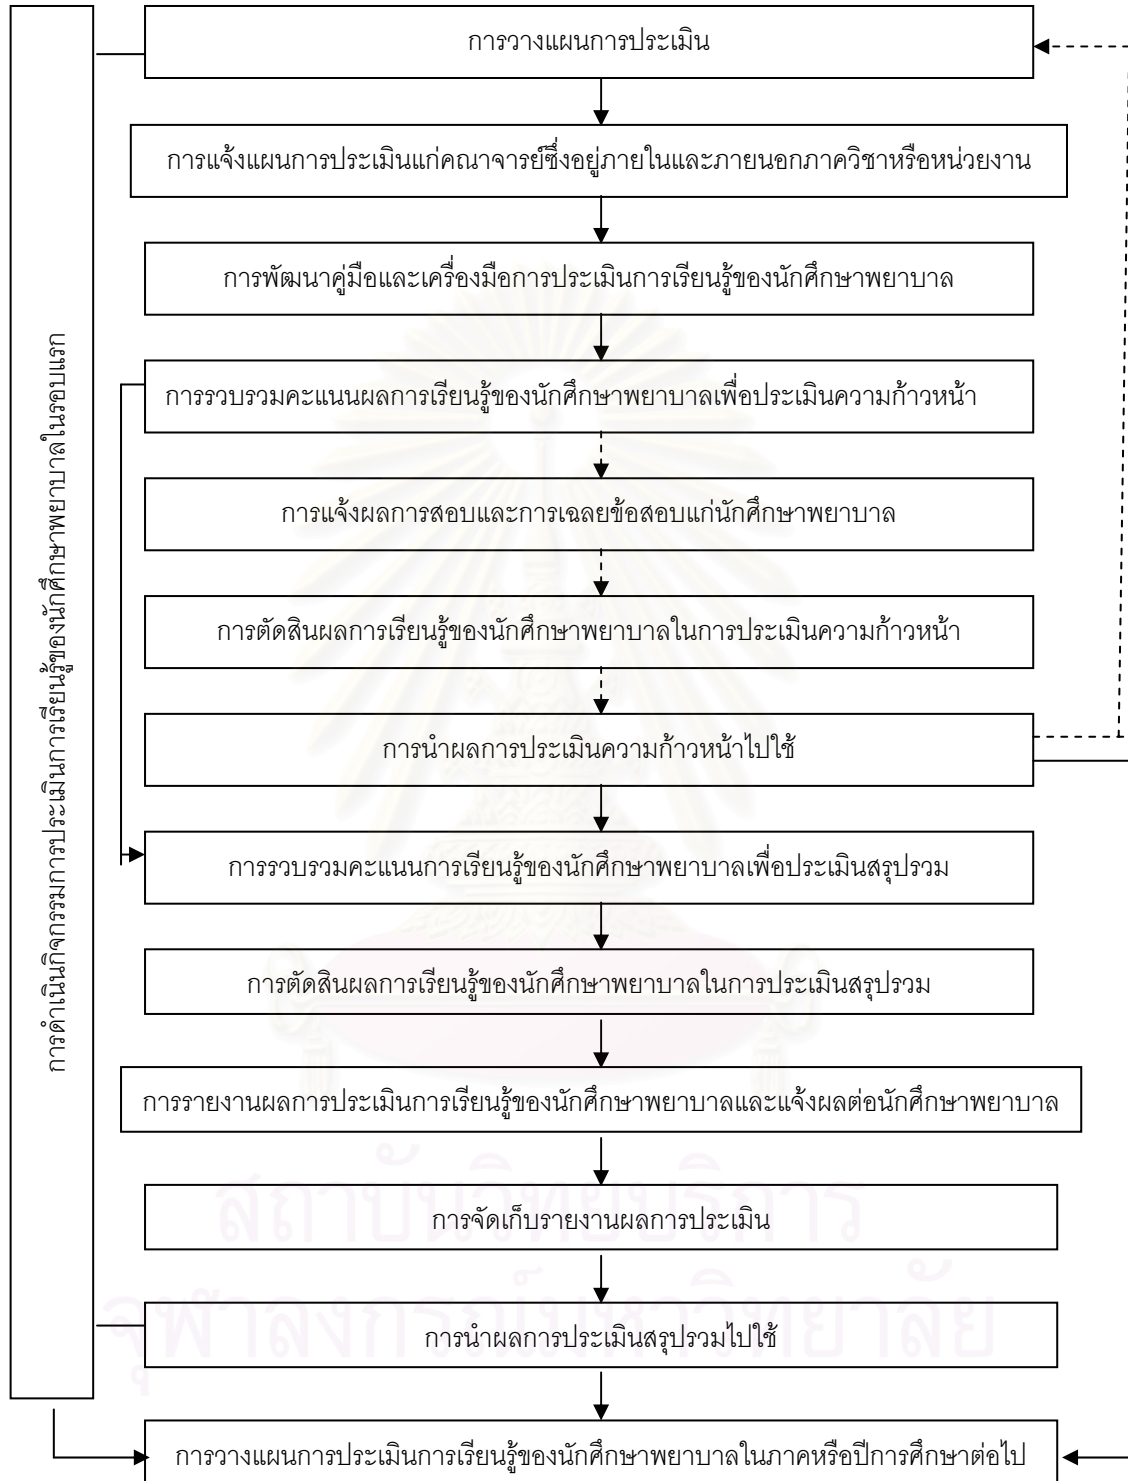 การวางแผนการประเมิน
การแจ้งแผนการประเมินแก่คณาจารย์ซึ่งอยู่ภายในและภายนอกภาควิชาหรือหน่วยงาน
การพัฒนาคู่มือและเครื่องมือการประเมินการเรียนรู้ของนักศึกษาพยาบาล
การรวบรวมคะแนนผลการเรียนรู้ของนักศึกษาพยาบาลเพื่อประเมินความก้าวหน้า
การแจ้งผลการสอบและการเฉลยข้อสอบแก่นักศึกษาพยาบาล
การตัดสินผลการเรียนรู้ของนักศึกษาพยาบาลในการประเมินความก้าวหน้า
การนำผลการประเมินความก้าวหน้าไปใช้
การรวบรวมคะแนนการเรียนรู้ของนักศึกษาพยาบาลเพื่อประเมินสรุปรวม
การตัดสินผลการเรียนรู้ของนักศึกษาพยาบาลในการประเมินสรุปรวม
การรายงานผลการประเมินการเรียนรู้ของนักศึกษาพยาบาลและแจ้งผลต่อนักศึกษาพยาบาล
การจัดเก็บรายงานผลการประเมิน
การนำผลการประเมินสรุปรวมไปใช้
การวางแผนการประเมินการเรียนรู้ของนักศึกษาพยาบาลในภาคหรือปีการศึกษาต่อไป
การดำเนินกิจกรรมการประเมินการเรียนรู้ของนักศึกษาพยาบาลในรอบแรก
สถาบันวิทยบริการ
จุฬาลงกรณ์มหาวิทยาลัย